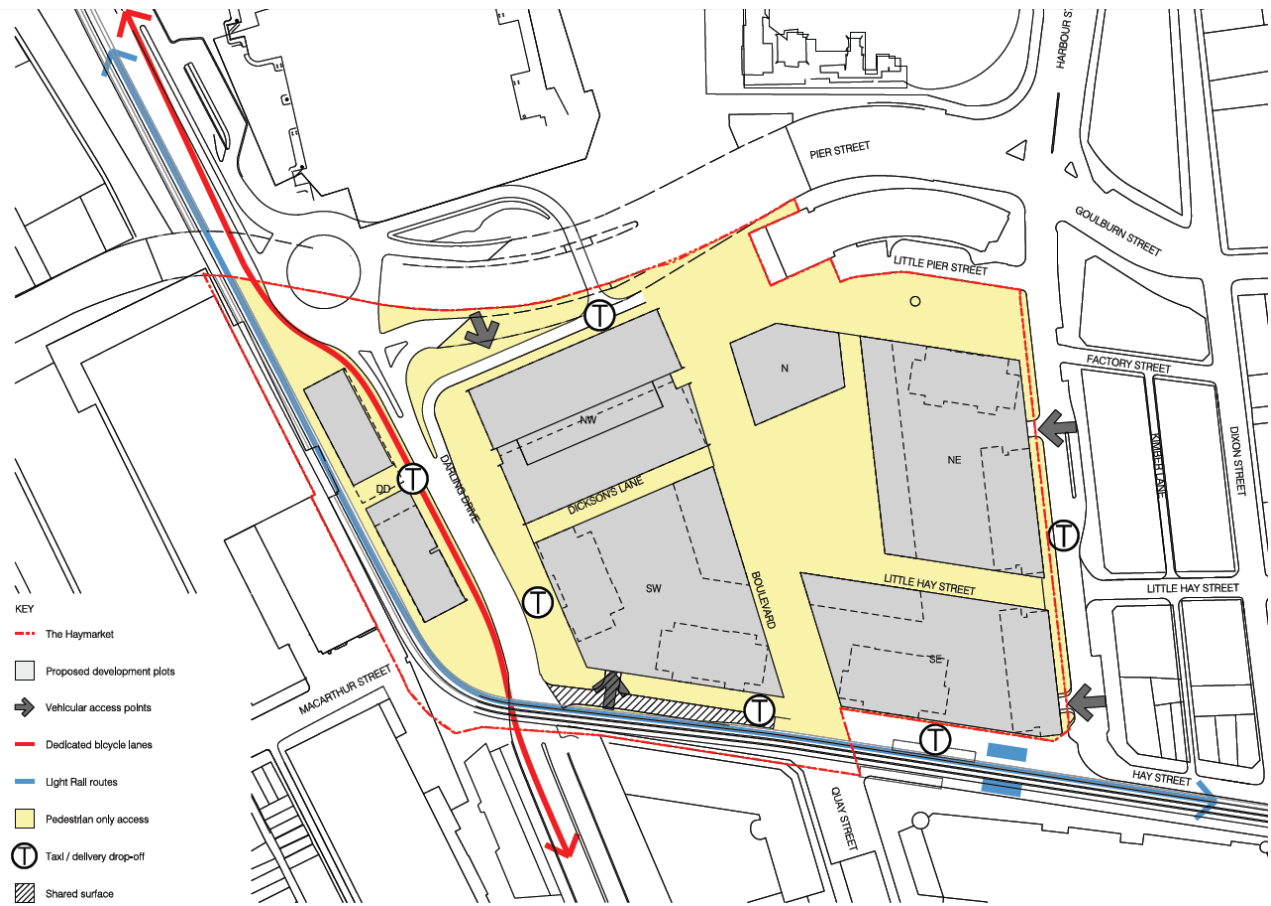 HARBOUR ST
PIER STREET
GOULBURN STREET
LITTLE PIER STREET
FACTORY STREET
N
NW
NE
KIMBER LANE
DIXON STREET
DARLING DRIVE
DD
DICKSON'S LANE
T
T
T
T
T
T
LITTLE HAY STREET
LITTLE HAY STREET
SW
BOULEVARD
SE
MACARTHUR STREET
HAY STREET
QUAY STREET
KEY
The Haymarket
Proposed development plots
Vehicular access points
Dedicated bicycle lanes
Light Rail routes
Pedestrian only access
T Taxi / delivery drop-off
Shared surface